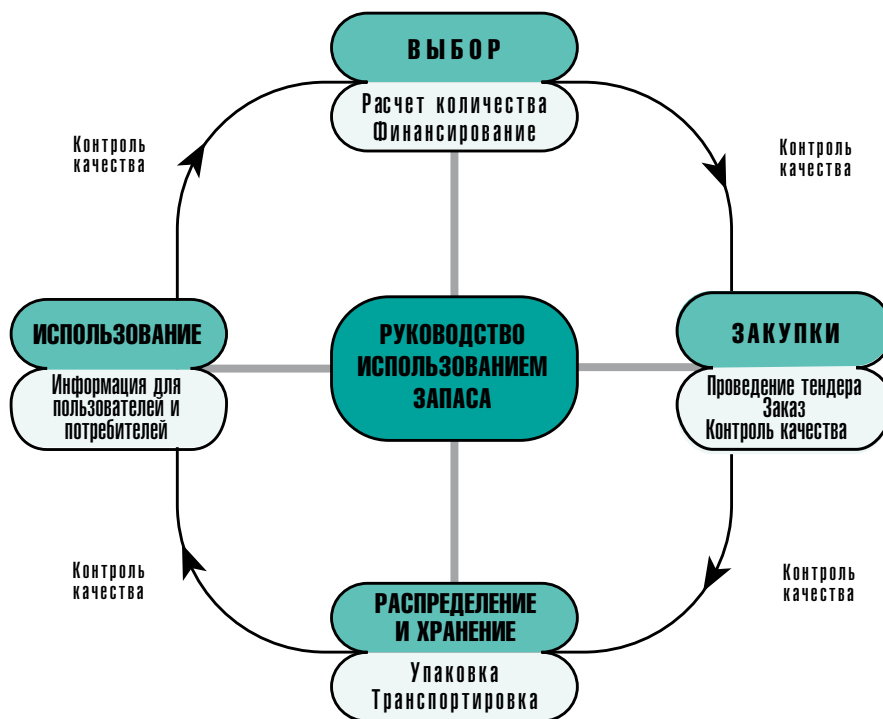 ВЫБОР
Расчет количества
Финансирование
Контроль
качества
Контроль
качества
ИСПОЛЬЗОВАНИЕ
Информация для
пользователей и
потребителей
РУКОВОДСТВО
ИСПОЛЬЗОВАНИЕМ
ЗАПАСА
ЗАКУПКИ
Проведение тендера
Заказ
Контроль качества
Контроль
качества
Контроль
качества
РАСПРЕДЕЛЕНИЕ
И ХРАНЕНИЕ
Упаковка
Транспортировка